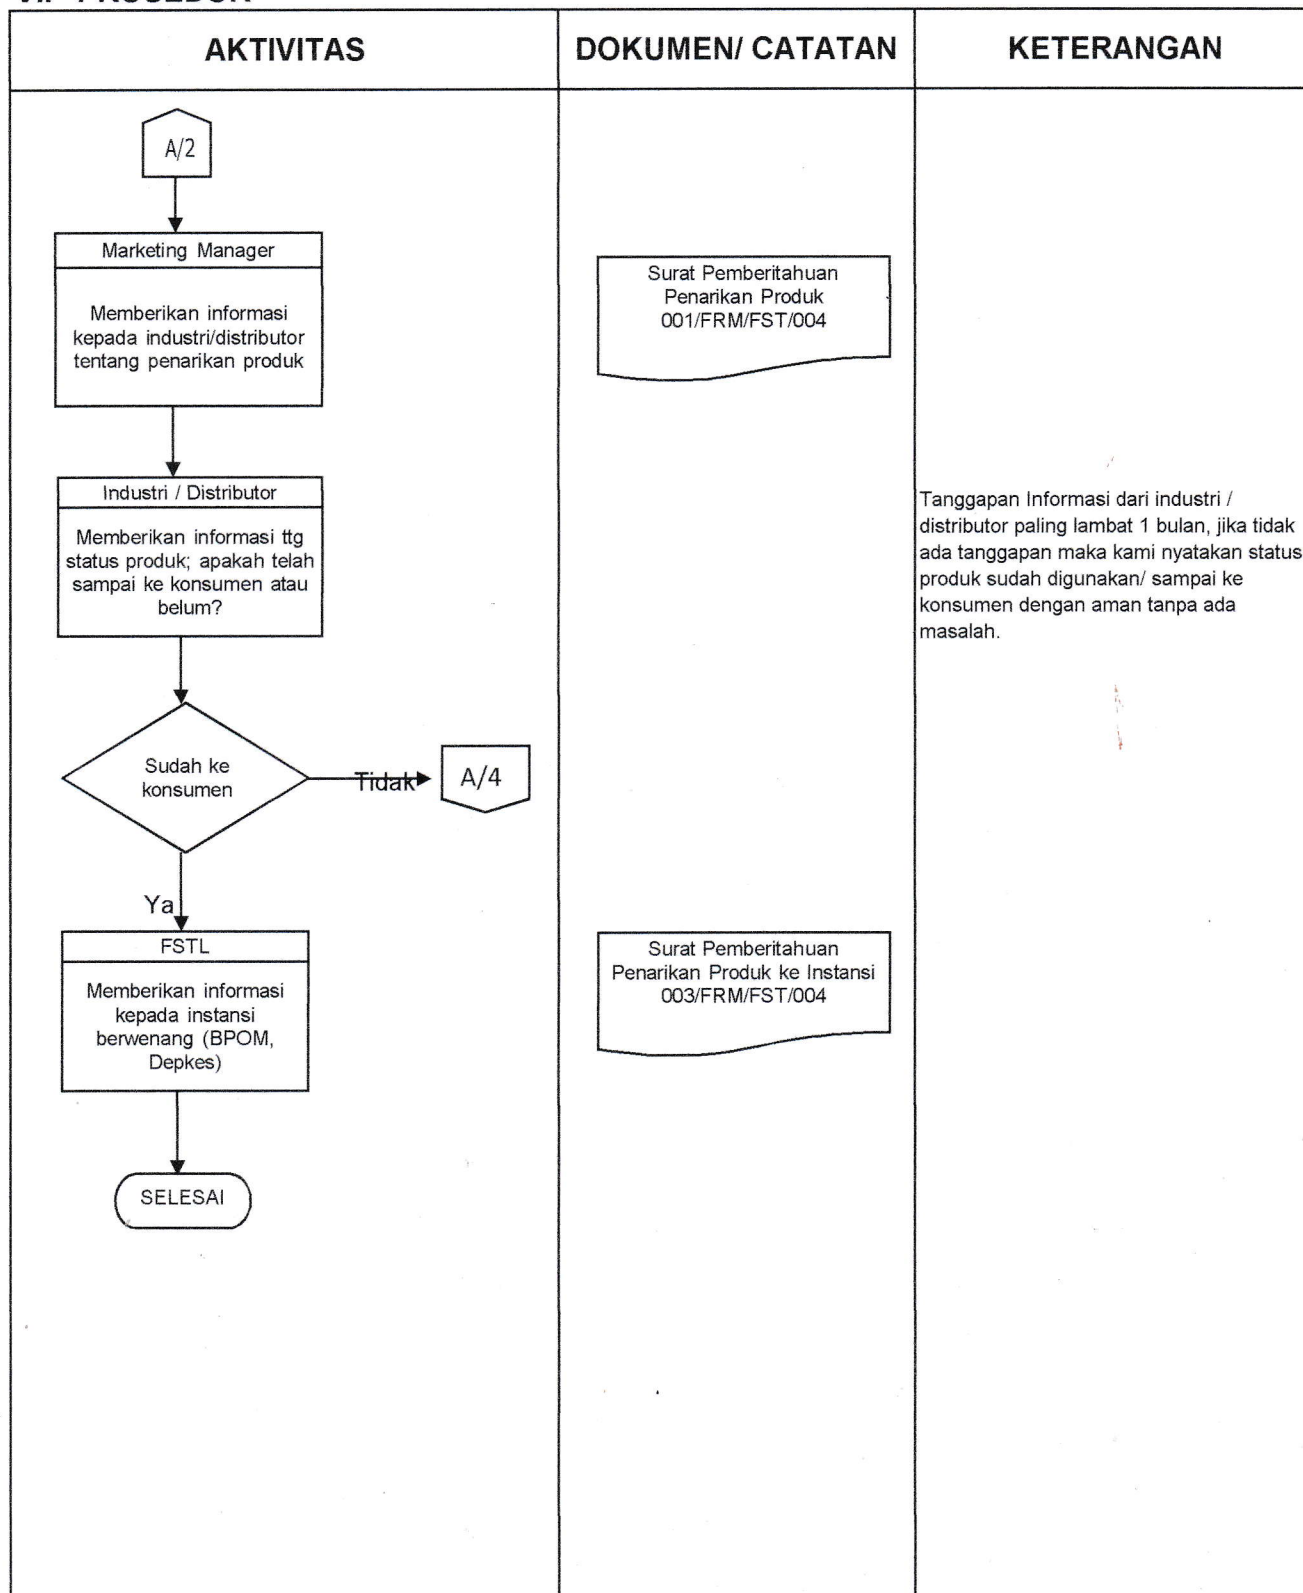 AKTIVITAS
DOKUMEN/ CATATAN
KETERANGAN
A/2
Marketing Manager
Memberikan informasi
kepada industri/distributor
tentang penarikan produk
Surat Pemberitahuan
Penarikan Produk
001/FRM/FST/004
Industri / Distributor
Memberikan informasi ttg
status produk; apakah telah
sampai ke konsumen atau
belum?
Tanggapan Informasi dari industri /
distributor paling lambat 1 bulan, jika tidak
ada tanggapan maka kami nyatakan status
produk sudah digunakan/ sampai ke
konsumen dengan aman tanpa ada
masalah.
Sudah ke
konsumen
Tidak
A/4
Ya
FSTL
Memberikan informasi
kepada instansi
berwenang (BPOM,
Depkes)
Surat Pemberitahuan
Penarikan Produk ke Instansi
003/FRM/FST/004
SELESAI